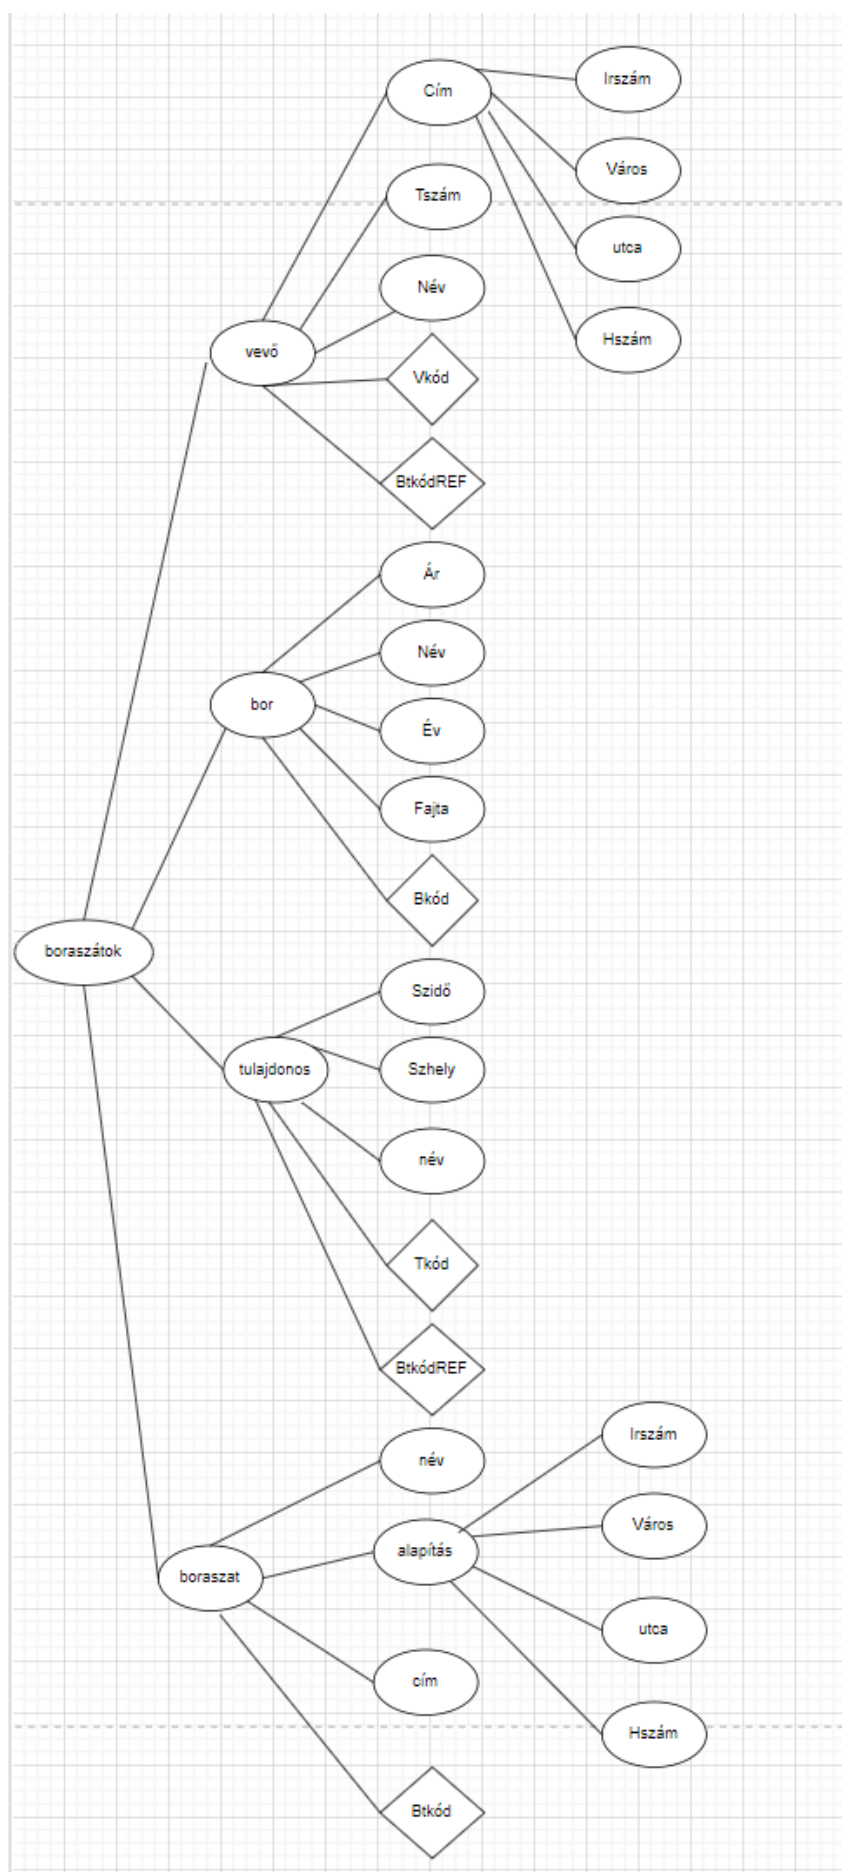 Cím
Irszám
Város
utca
Hszám
Tszám
Név
vevő
Vkód
BtkódREF
Ár
Név
bor
Év
Fajta
Bkód
boraszátok
Szidő
tulajdonos
Szhely
név
Tkód
BtkódREF
név
Irszám
alapítás
Város
boraszat
utca
cím
Hszám
Btkód